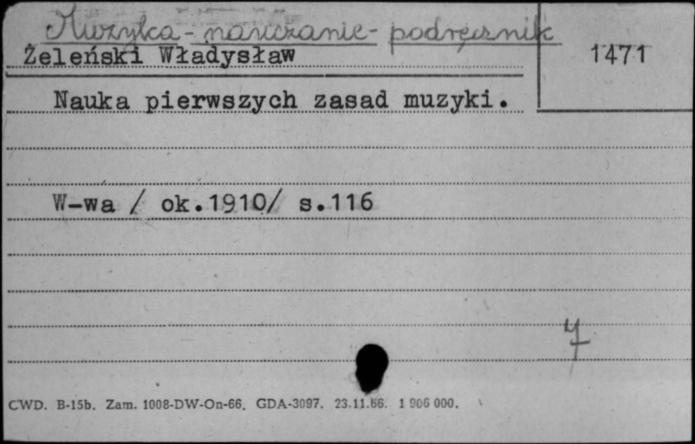 Muzyka - nauczanie - podręcznik
Żeleński Władysław
1471
Nauka pierwszych zasad muzyki.
W-wa / ok.1910/ s.116
7
CWD. B-15b. Zam. 1008-DW-On-66. GDA-3097. 23.11.66. 1 906 000.